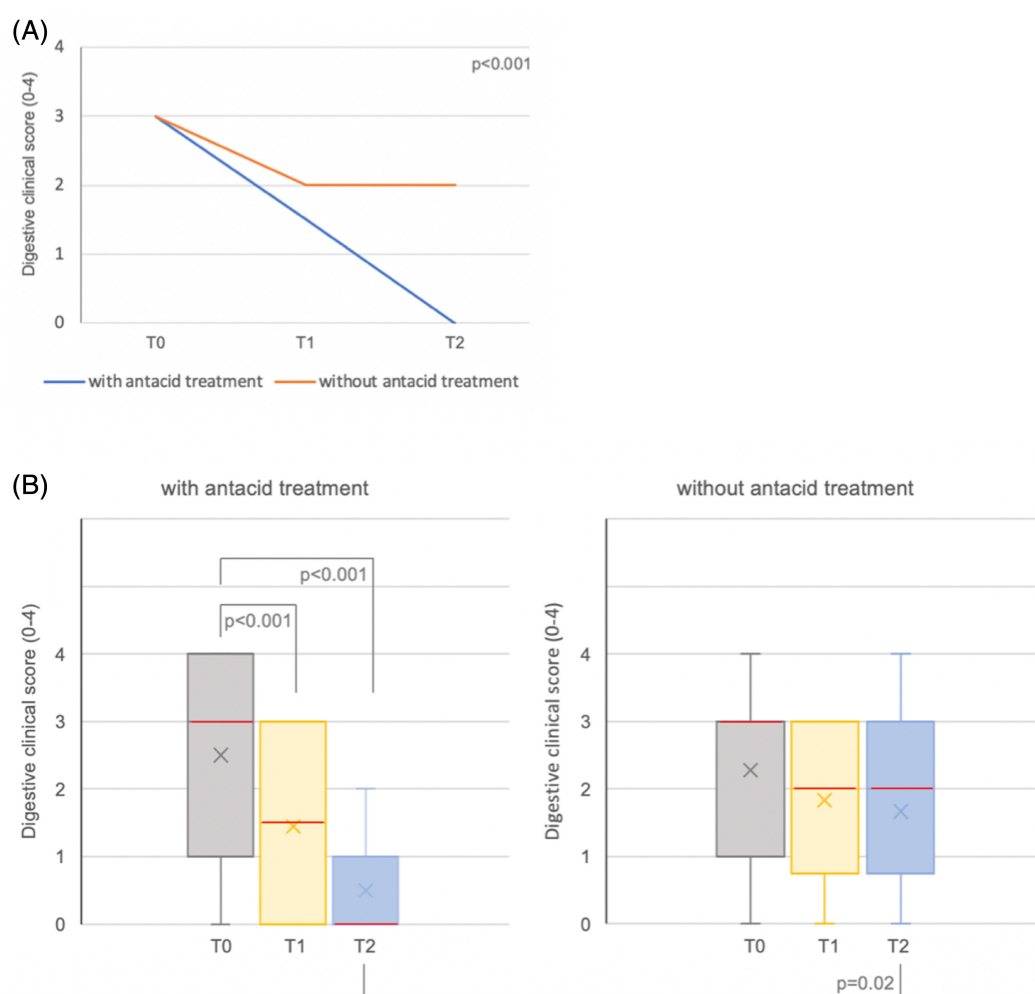 (A)
Digestive clinical score (0-4)
4
p<0.001
3
2
1
0
T0 T1 T2
with antacid treatment without antacid treatment
(B)
with antacid treatment
Digestive clinical score (0-4)
p<0.001
p<0.001
4
3
2
1
0
T0 T1 T2
without antacid treatment
Digestive clinical score (0-4)
4
3
2
1
0
T0 T1 T2
p=0.02